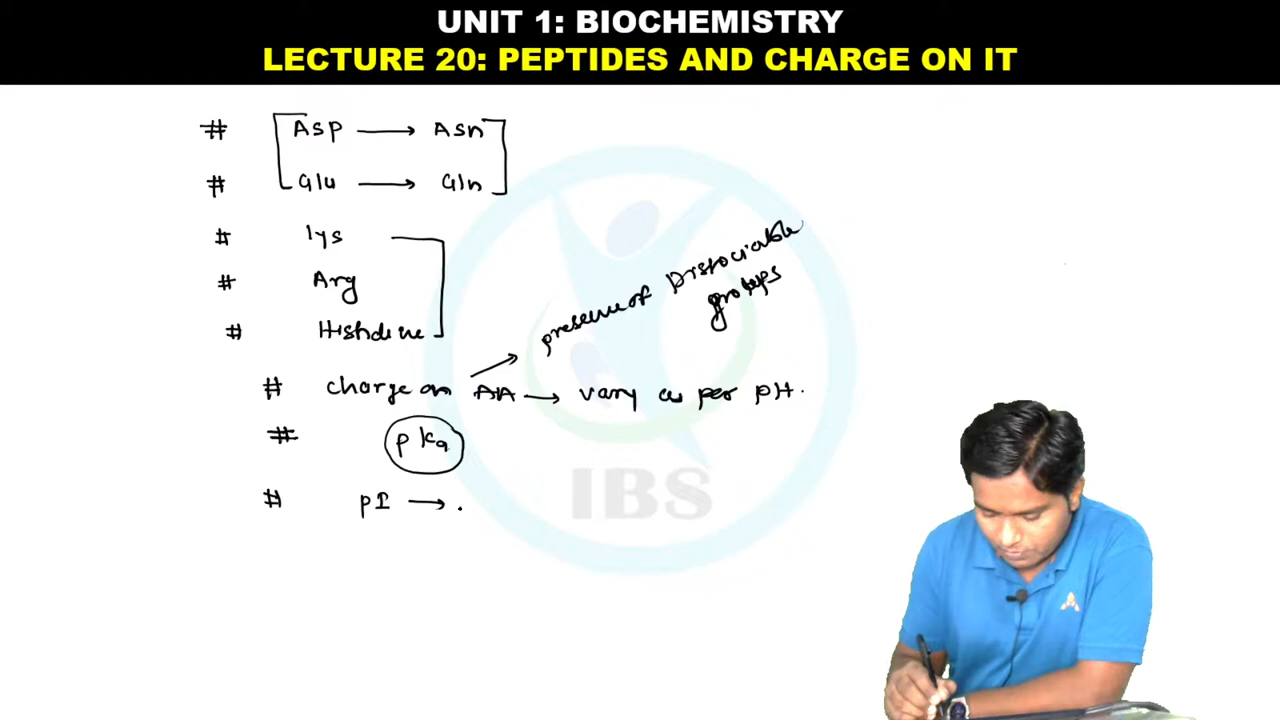 UNIT 1: BIOCHEMISTRY
LECTURE 20: PEPTIDES AND CHARGE ON IT
# Asp → Asn
# Glu → Gln
# lys
# Arg
# Histidine
presence of Dissociable
groups
# charge on AA → vary as per pH.
# pKa
# pI → .
IBS